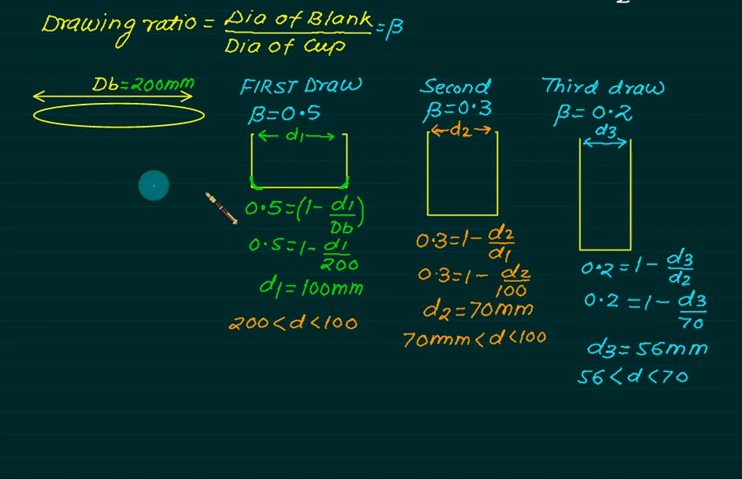 Drawing ratio = Dia of Blank / Dia of Cup = β
Db=200mm
FIRST Draw
β=0.5
d1
0.5=(1- d1/Db)
0.5=1- d1/200
d1=100mm
200<d<100
Second
β=0.3
d2
0.3=1- d2/d1
0.3=1- d2/100
d2=70mm
70mm<d<100
Third draw
β= 0.2
d3
0.2=1- d3/d2
0.2=1- d3/70
d3=56mm
56<d<70